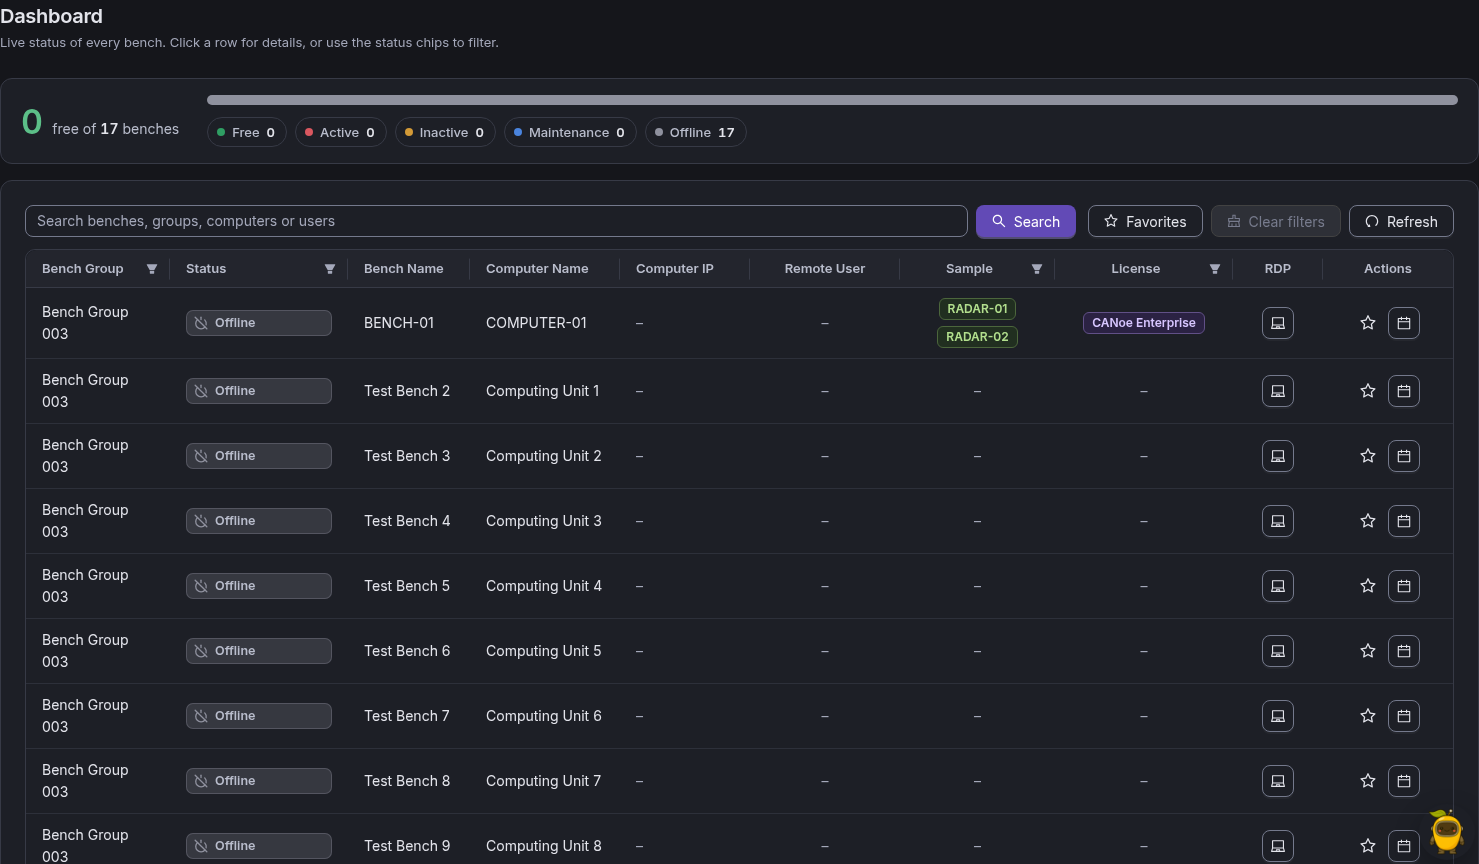 Dashboard
Live status of every bench. Click a row for details, or use the status chips to filter.
0 free of 17 benches
Free 0 Active 0 Inactive 0 Maintenance 0 Offline 17
Search benches, groups, computers or users Search Favorites Clear filters Refresh
Bench Group Status Bench Name Computer Name Computer IP Remote User Sample License RDP Actions
Bench Group
003 Offline BENCH-01 COMPUTER-01 – – RADAR-01 CANoe Enterprise
RADAR-02
Bench Group
003 Offline Test Bench 2 Computing Unit 1 – – – –
Bench Group
003 Offline Test Bench 3 Computing Unit 2 – – – –
Bench Group
003 Offline Test Bench 4 Computing Unit 3 – – – –
Bench Group
003 Offline Test Bench 5 Computing Unit 4 – – – –
Bench Group
003 Offline Test Bench 6 Computing Unit 5 – – – –
Bench Group
003 Offline Test Bench 7 Computing Unit 6 – – – –
Bench Group
003 Offline Test Bench 8 Computing Unit 7 – – – –
Bench Group
003 Offline Test Bench 9 Computing Unit 8 – – – –